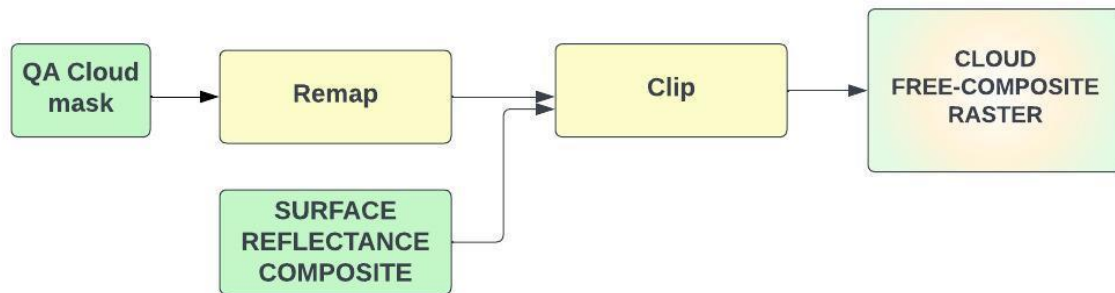 QA Cloud
mask
Remap
SURFACE
REFLECTANCE
COMPOSITE
Clip
CLOUD
FREE-COMPOSITE
RASTER